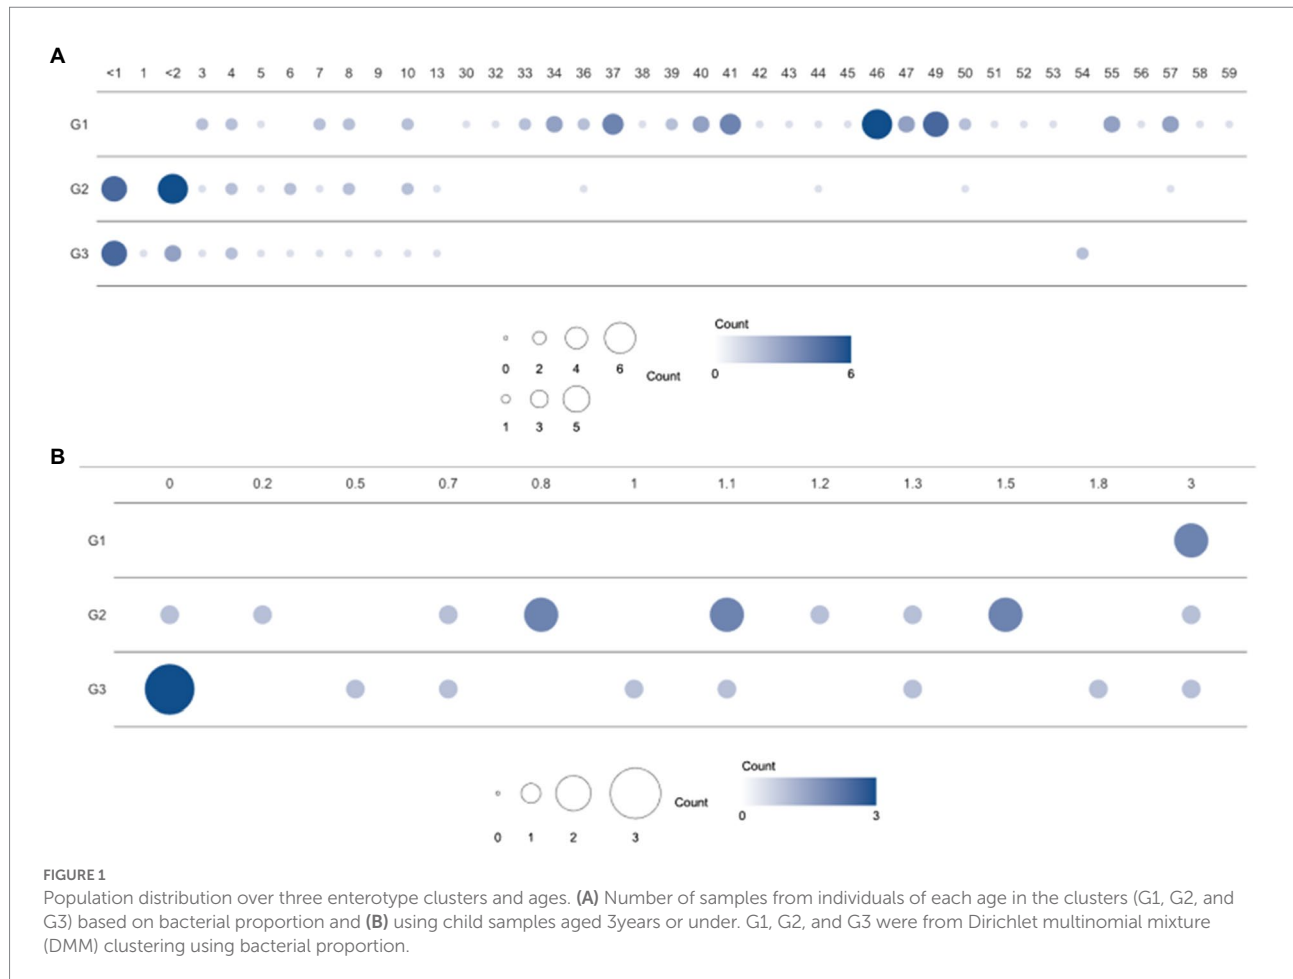 A
<1 1 <2 3 4 5 6 7 8 9 10 13 30 32 33 34 36 37 38 39 40 41 42 43 44 45 46 47 49 50 51 52 53 54 55 56 57 58 59
G1
G2
G3
0 2 4 6
Count
1 3 5
Count
0 6
B
0 0.2 0.5 0.7 0.8 1 1.1 1.2 1.3 1.5 1.8 3
G1
G2
G3
0 1 2 3
Count
Count
0 3
FIGURE 1
Population distribution over three enterotype clusters and ages. (A) Number of samples from individuals of each age in the clusters (G1, G2, and
G3) based on bacterial proportion and (B) using child samples aged 3years or under. G1, G2, and G3 were from Dirichlet multinomial mixture
(DMM) clustering using bacterial proportion.